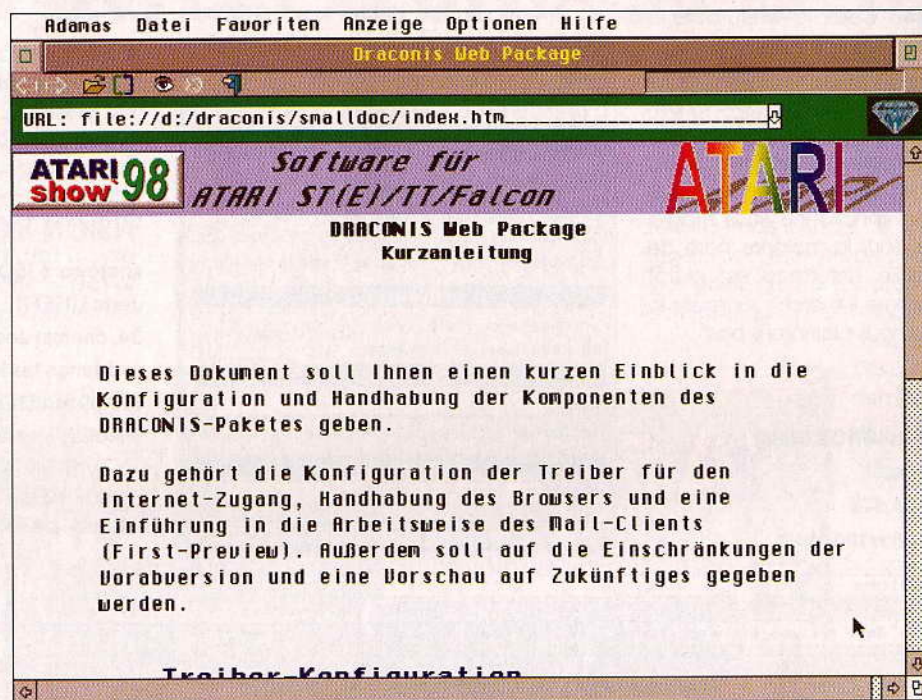 Adamas Datei Favoriten Anzeige Optionen Hilfe
Draconis Web Package
URL: file://d:/draconis/smalldoc/index.htm
ATARI show 98
Software für
ATARI ST(E)/TT/Falcon
ATARI
DRACONIS Web Package
Kurzanleitung
Dieses Dokument soll Ihnen einen kurzen Einblick in die
Konfiguration und Handhabung der Komponenten des
DRACONIS-Paketes geben.
Dazu gehört die Konfiguration der Treiber für den
Internet-Zugang, Handhabung des Browsers und eine
Einführung in die Arbeitsweise des Mail-Clients
(First-Preview). Außerdem soll auf die Einschränkungen der
Vorabversion und eine Vorschau auf Zukünftiges gegeben
werden.
Treiber-Konfiguration